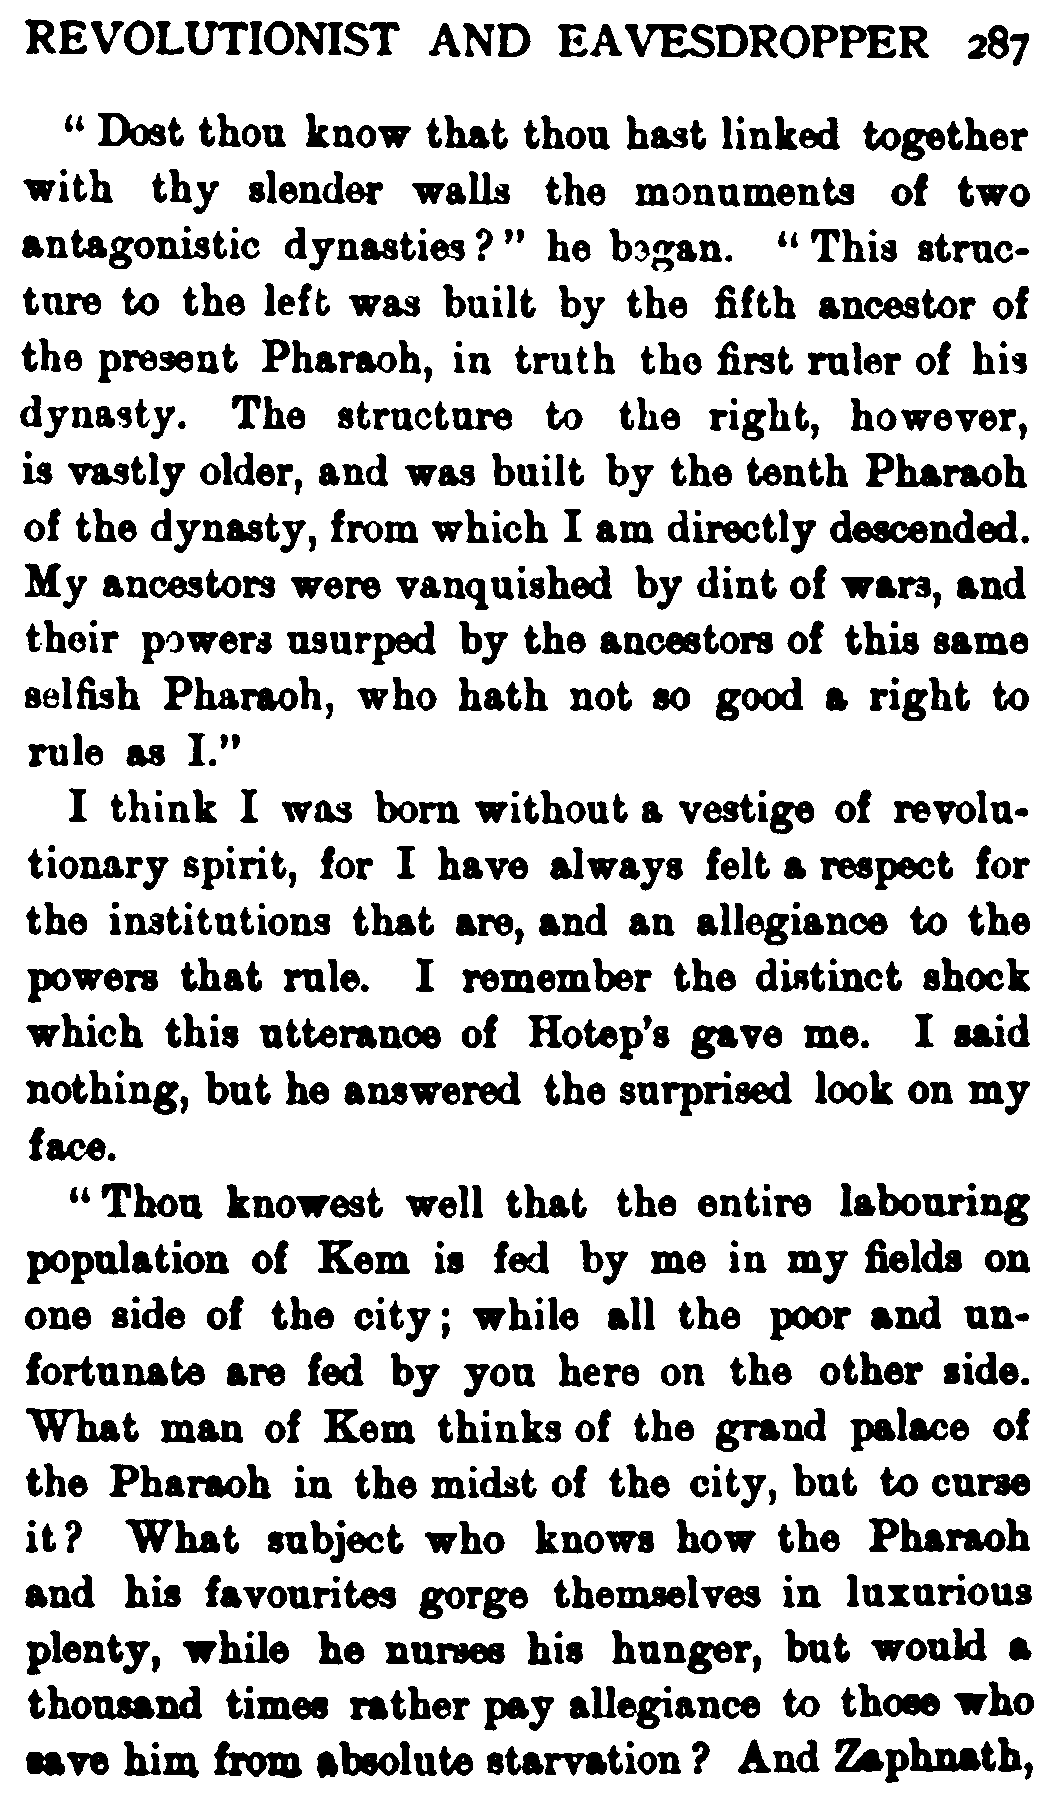 REVOLUTIONIST AND EAVESDROPPER 287
“Dost thou know that thou hast linked together
with thy slender walls the monuments of two
antagonistic dynasties?” he began. “This struc-
ture to the left was built by the fifth ancestor of
the present Pharaoh, in truth the first ruler of his
dynasty. The structure to the right, however,
is vastly older, and was built by the tenth Pharaoh
of the dynasty, from which I am directly descended.
My ancestors were vanquished by dint of wars, and
their powers usurped by the ancestors of this same
selfish Pharaoh, who hath not so good a right to
rule as I.”
I think I was born without a vestige of revolu-
tionary spirit, for I have always felt a respect for
the institutions that are, and an allegiance to the
powers that rule. I remember the distinct shock
which this utterance of Hotep’s gave me. I said
nothing, but he answered the surprised look on my
face.
“Thou knowest well that the entire labouring
population of Kem is fed by me in my fields on
one side of the city; while all the poor and un-
fortunate are fed by you here on the other side.
What man of Kem thinks of the grand palace of
the Pharaoh in the midst of the city, but to curse
it? What subject who knows how the Pharaoh
and his favourites gorge themselves in luxurious
plenty, while he nurses his hunger, but would a
thousand times rather pay allegiance to those who
save him from absolute starvation? And Zaphnath,